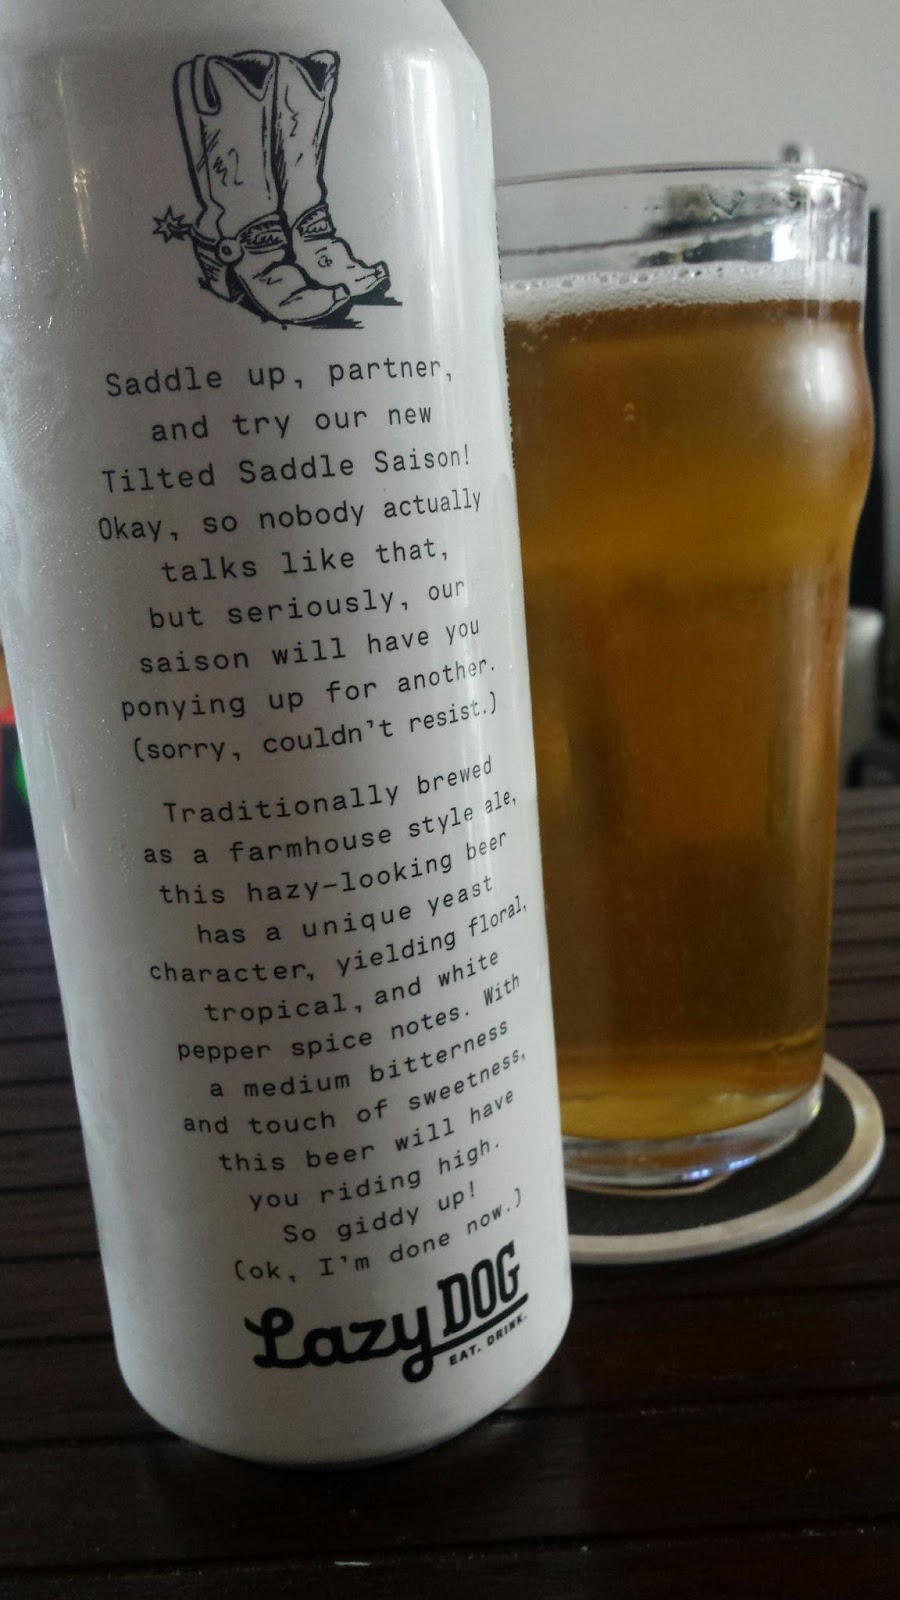 Saddle up, partner,
and try our new
Tilted Saddle Saison!
Okay, so nobody actually
talks like that,
but seriously, our
saison will have you
ponying up for another.
(sorry, couldn't resist.)
Traditionally brewed
as a farmhouse style ale,
this hazy-looking beer
has a unique yeast
character, yielding floral,
tropical, and white
pepper spice notes. With
a medium bitterness
and touch of sweetness,
this beer will have
you riding high.
So giddy up!
(ok, I'm done now.)
Lazy DOG
EAT. DRINK.